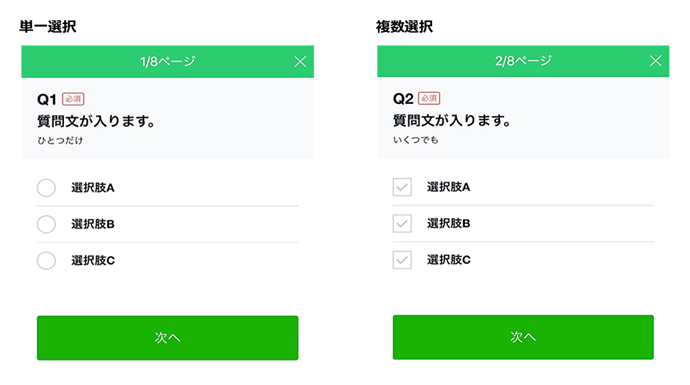 単一選択
1/8ページ
Q1 必須
質問文が入ります。
ひとつだけ
選択肢A
選択肢B
選択肢C
次へ
複数選択
2/8ページ
Q2 必須
質問文が入ります。
いくつでも
選択肢A
選択肢B
選択肢C
次へ